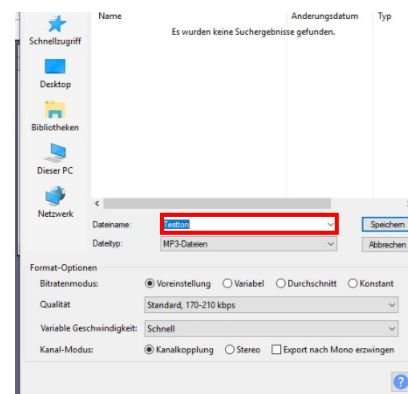 Name Änderungsdatum Typ
Es wurden keine Suchergebnisse gefunden.
Schnellzugriff
Desktop
Bibliotheken
Dieser PC
Netzwerk
Dateiname: Testton
Speichern
Dateityp: MP3-Dateien
Abbrechen
Format-Optionen
Bitratenmodus: Voreinstellung Variabel Durchschnitt Konstant
Qualität Standard, 170-210 kbps
Variable Geschwindigkeit: Schnell
Kanal-Modus: Kanalkopplung Stereo Export nach Mono erzwingen
?